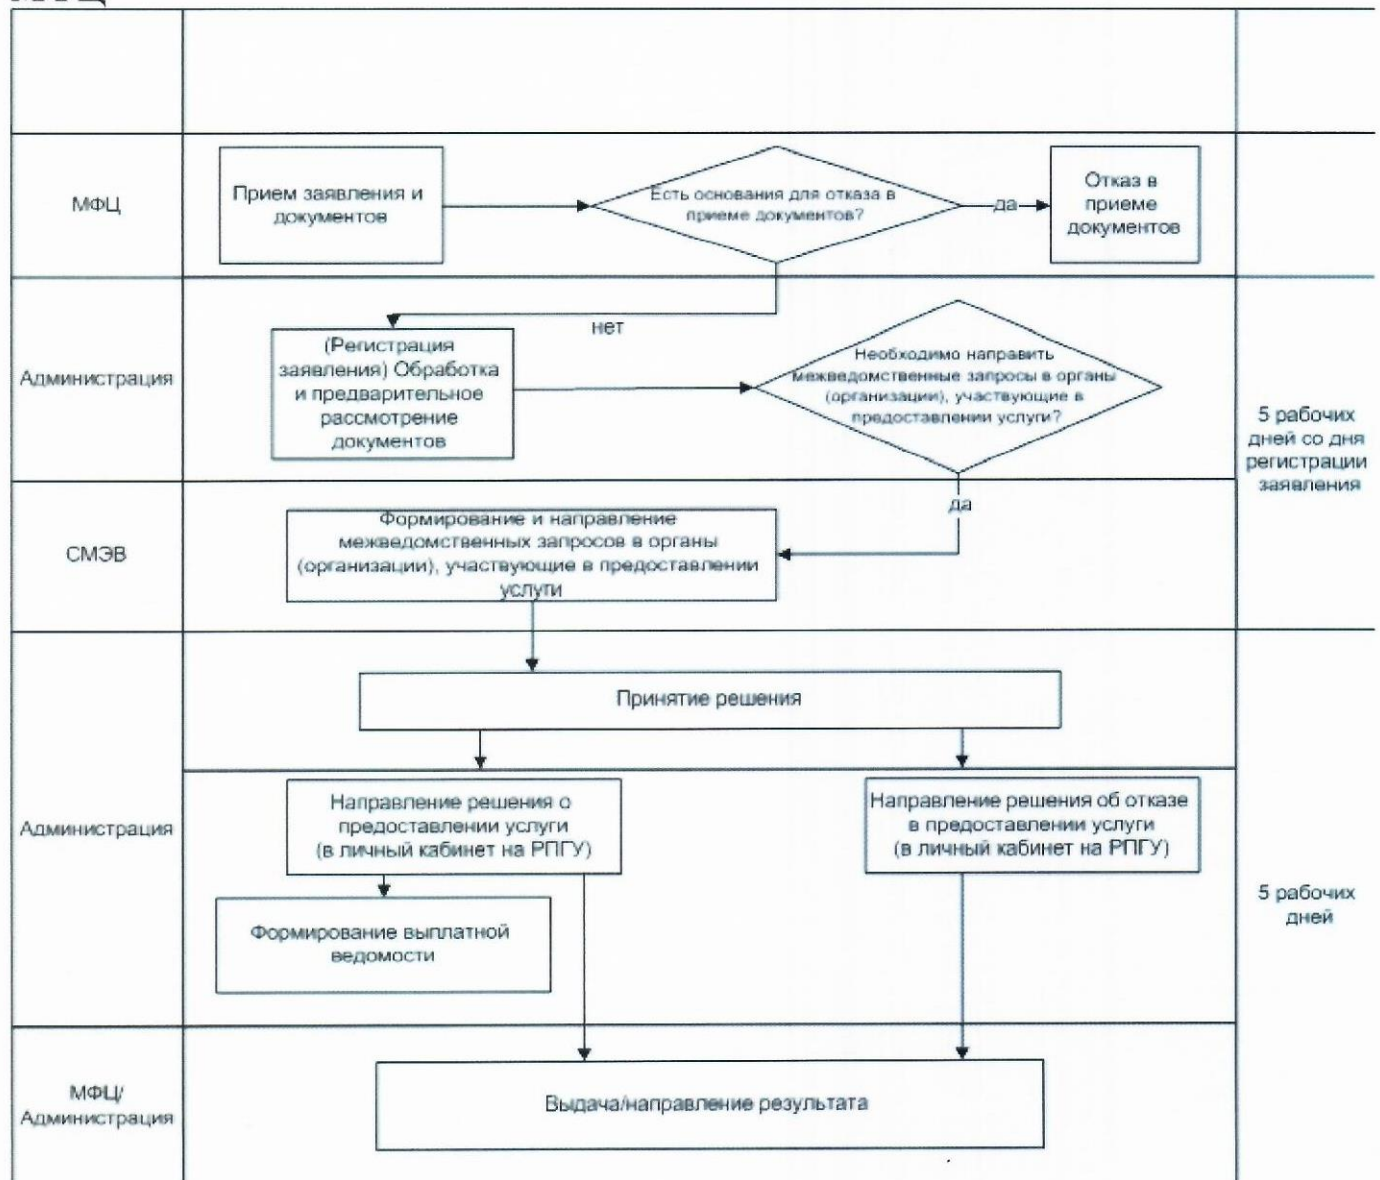 МФЦ
Прием заявления и
документов
Есть основания для отказа в
приеме документов?
да
Отказ в
приеме
документов
нет
Администрация
(Регистрация
заявления) Обработка
и предварительное
рассмотрение
документов
Необходимо направить
межведомственные запросы в органы
(организации), участвующие в
предоставлении услуги?
5 рабочих
дней со дня
регистрации
заявления
да
СМЭВ
Формирование и направление
межведомственных запросов в органы
(организации), участвующие в предоставлении
услуги
Принятие решения
Администрация
Направление решения о
предоставлении услуги
(в личный кабинет на РПГУ)
Направление решения об отказе
в предоставлении услуги
(в личный кабинет на РПГУ)
Формирование выплатной
ведомости
5 рабочих
дней
МФЦ/
Администрация
Выдача/направление результата